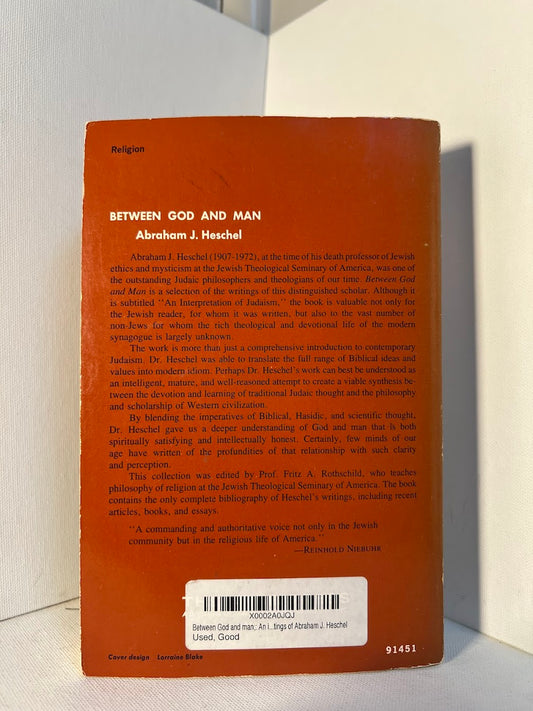 Religion
BETWEEN GOD AND MAN
Abraham J. Heschel
Abraham J. Heschel (1907-1972), at the time of his death professor of Jewish
ethics and mysticism at the Jewish Theological Seminary of America, was one of
the outstanding Judaic philosophers and theologians of our time. Between God
and Man is a selection of the writings of this distinguished scholar. Although it
is subtitled "An Interpretation of Judaism," the book is valuable not only for
the Jewish reader, for whom it was written, but also to the vast number of
non-Jews for whom the rich theological and devotional life of the modern
synagogue is largely unknown.
The work is more than just a comprehensive introduction to contemporary
Judaism. Dr. Heschel was able to translate the full range of Biblical ideas and
values into modern idiom. Perhaps Dr. Heschel's work can best be understood as
an intelligent, mature, and well-reasoned attempt to create a viable synthesis be-
tween the devotion and learning of traditional Judaic thought and the philosophy
and scholarship of Western civilization.
By blending the imperatives of Biblical, Hasidic, and scientific thought,
Dr. Heschel gave us a deeper understanding of God and man that is both
spiritually satisfying and intellectually honest. Certainly, few minds of our
age have written of the profundities of that relationship with such clarity
and perception.
This collection was edited by Prof. Fritz A. Rothschild, who teaches
philosophy of religion at the Jewish Theological Seminary of America. The book
contains the only complete bibliography of Heschel's writings, including recent
articles, books, and essays.
"A commanding and authoritative voice not only in the Jewish
community but in the religious life of America."
—REINHOLD NIEBUHR
X0002A0JQJ
Between God and man;: An i...tings of Abraham J. Heschel
Used, Good
91451
Cover design Lorraine Blake